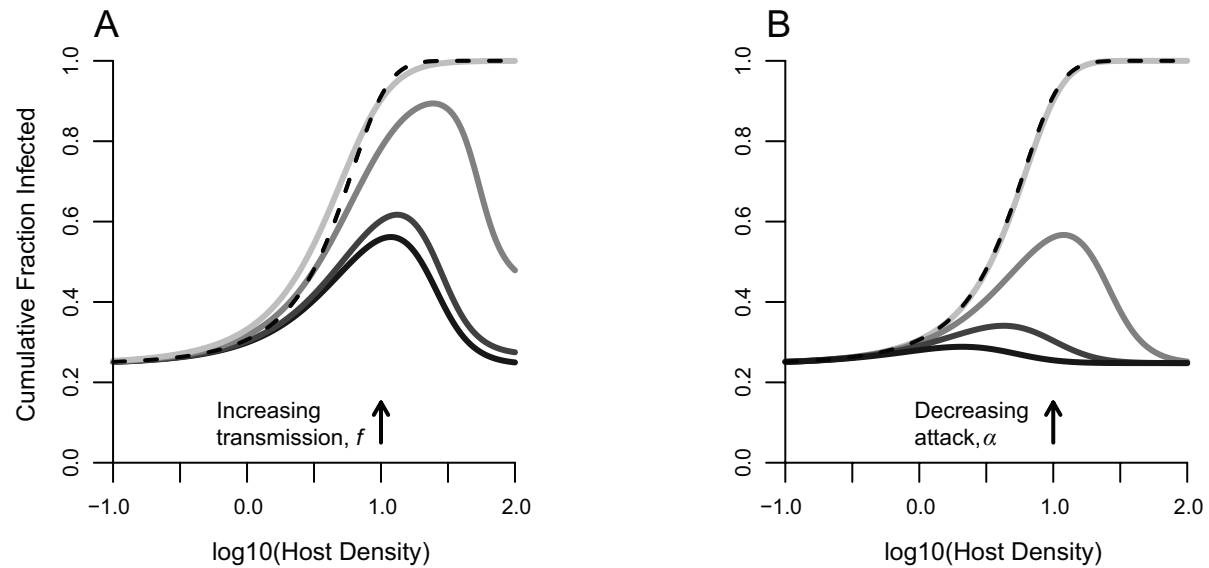 A
Cumulative Fraction Infected
1.0
0.8
0.6
0.4
0.2
0.0
Increasing
transmission, f
−1.0 0.0 1.0 2.0
log10(Host Density)
B
1.0
0.8
0.6
0.4
0.2
0.0
Decreasing
attack, α
−1.0 0.0 1.0 2.0
log10(Host Density)